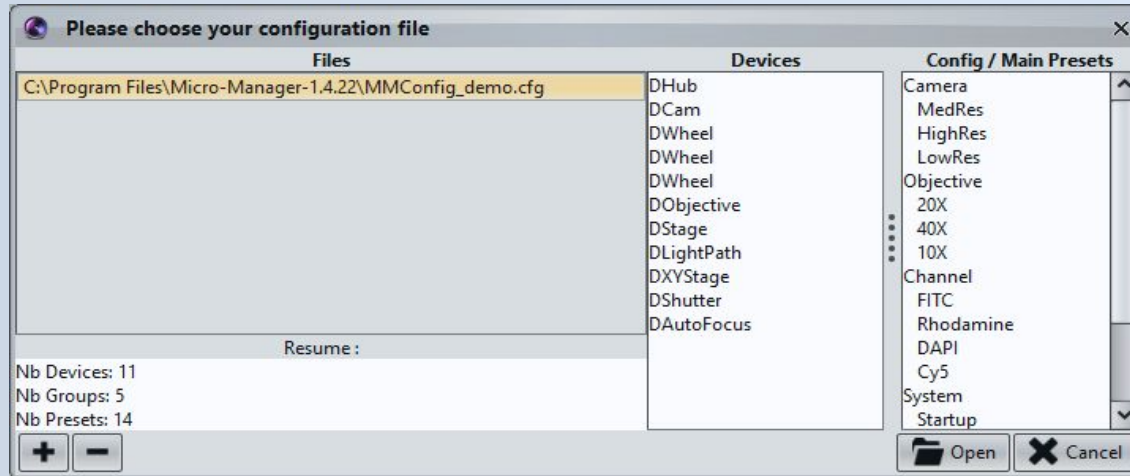 Please choose your configuration file
Files
C:\Program Files\Micro-Manager-1.4.22\MMConfig_demo.cfg
Resume :
Nb Devices: 11
Nb Groups: 5
Nb Presets: 14
Devices
DHub
DCam
DWheel
DWheel
DWheel
DObjective
DStage
DLightPath
DXYStage
DShutter
DAutoFocus
Config / Main Presets
Camera
MedRes
HighRes
LowRes
Objective
20X
40X
10X
Channel
FITC
Rhodamine
DAPI
Cy5
System
Startup
Open
Cancel